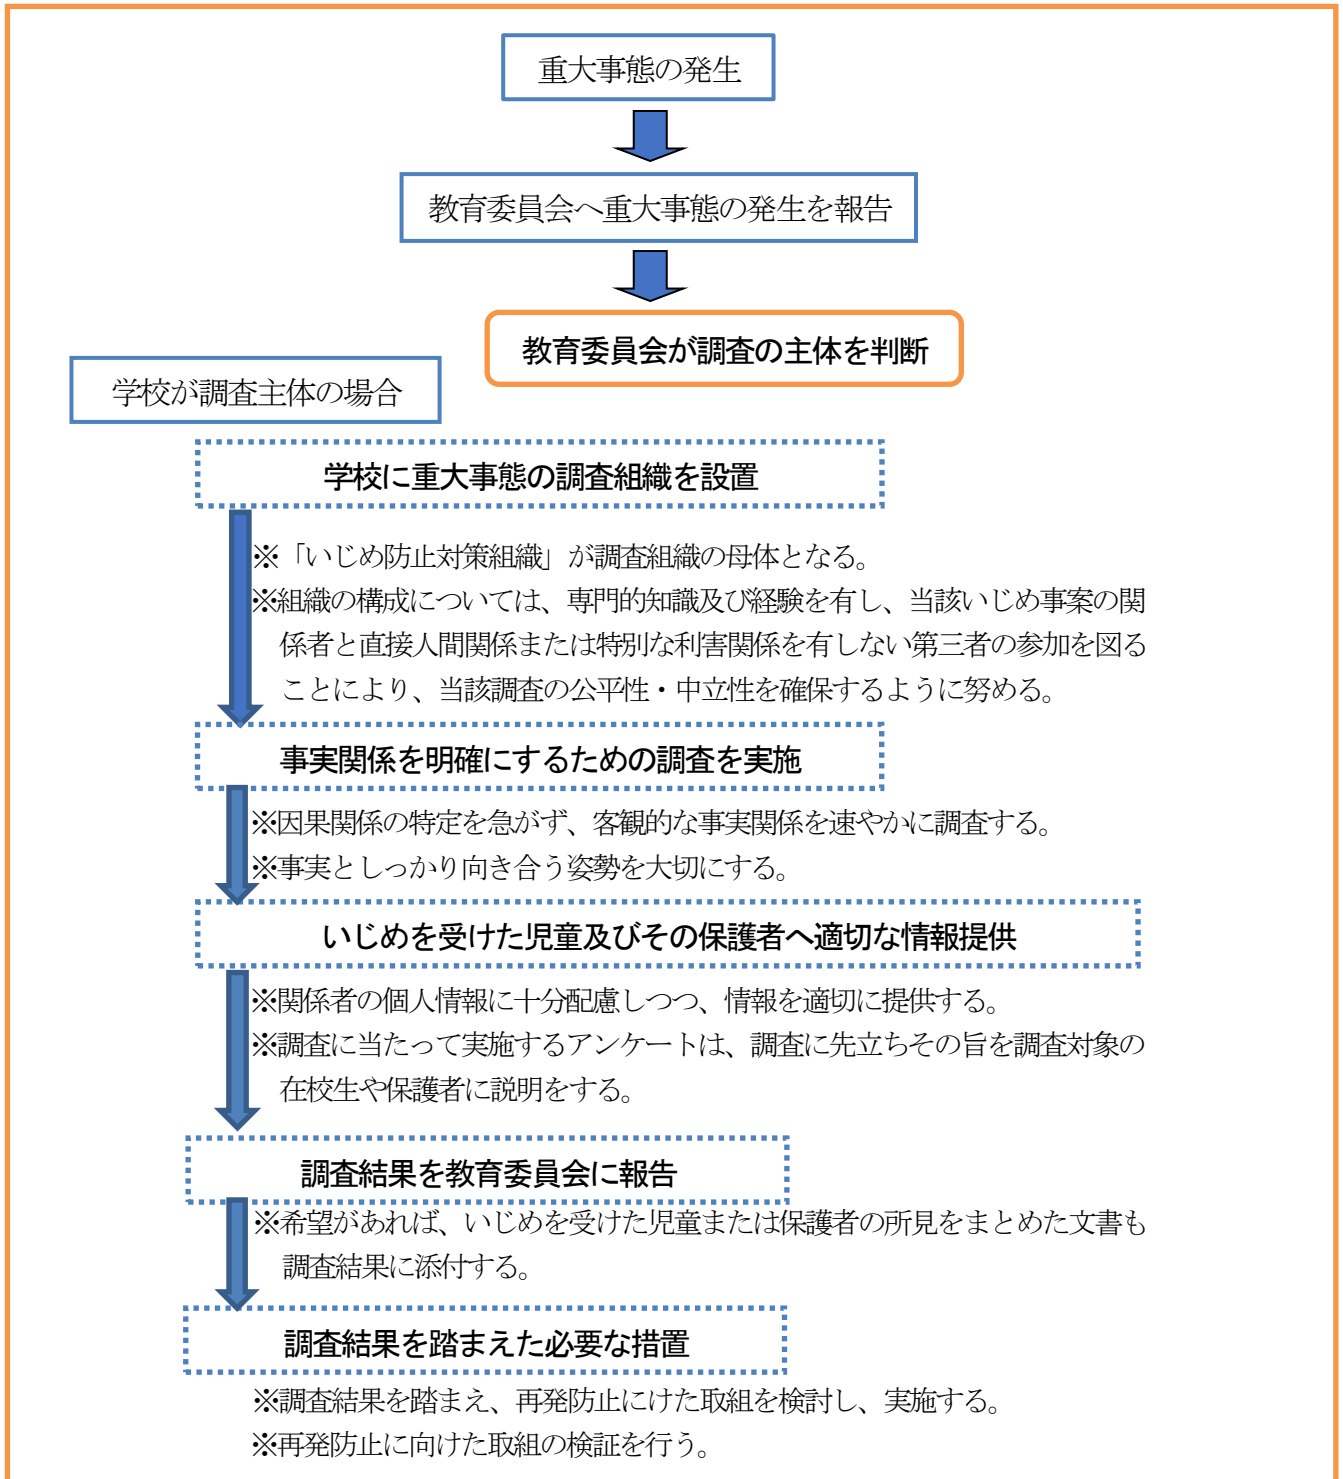 重大事態の発生
教育委員会へ重大事態の発生を報告
教育委員会が調査の主体を判断
学校が調査主体の場合
学校に重大事態の調査組織を設置
※「いじめ防止対策組織」が調査組織の母体となる。
※組織の構成については、専門的知識及び経験を有し、当該いじめ事案の関
係者と直接人間関係または特別な利害関係を有しない第三者の参加を図る
ことにより、当該調査の公平性・中立性を確保するように努める。
事実関係を明確にするための調査を実施
※因果関係の特定を急がず、客観的な事実関係を速やかに調査する。
※事実としっかり向き合う姿勢を大切にする。
いじめを受けた児童及びその保護者へ適切な情報提供
※関係者の個人情報に十分配慮しつつ、情報を適切に提供する。
※調査に当たって実施するアンケートは、調査に先立ちその旨を調査対象の
在校生や保護者に説明をする。
調査結果を教育委員会に報告
※希望があれば、いじめを受けた児童または保護者の所見をまとめた文書も
調査結果に添付する。
調査結果を踏まえた必要な措置
※調査結果を踏まえ、再発防止にけた取組を検討し、実施する。
※再発防止に向けた取組の検証を行う。